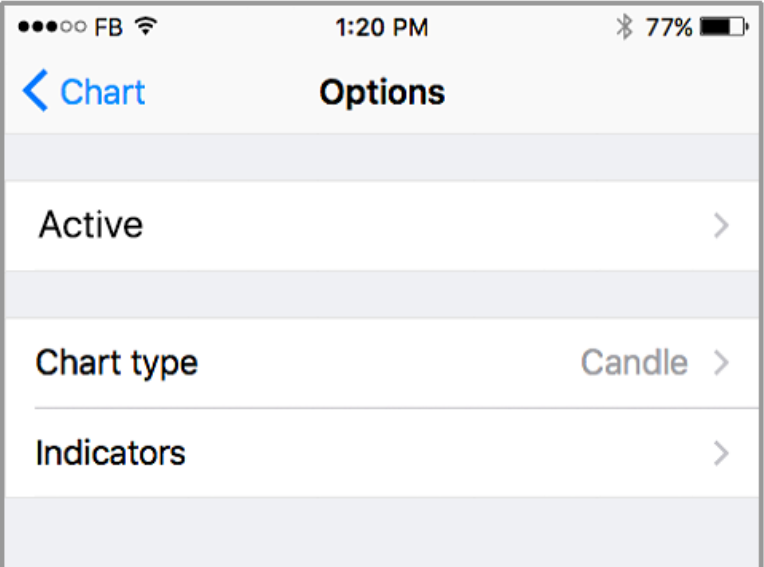 FB 1:20 PM 77%
Chart Options
Active
Chart type Candle
Indicators